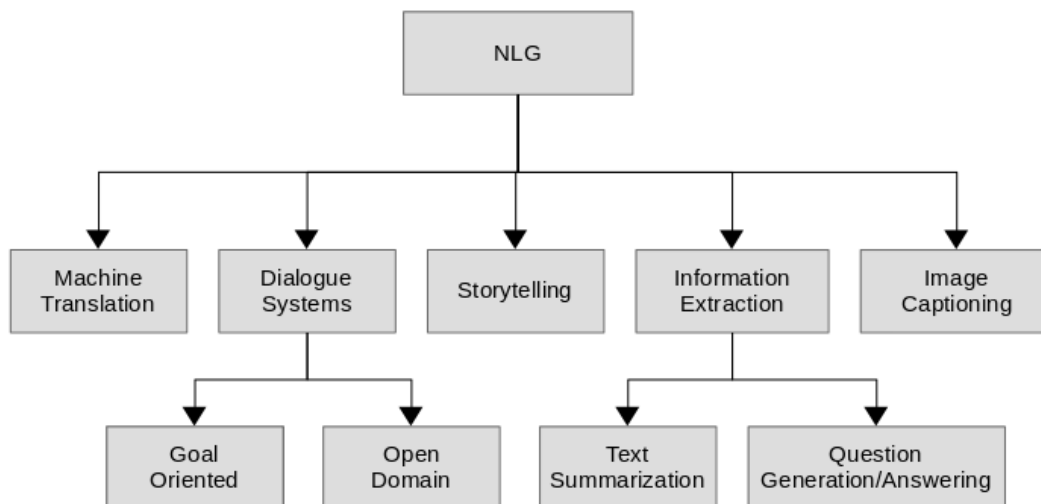 NLG
Machine
Translation
Dialogue
Systems
Storytelling
Information
Extraction
Image
Captioning
Goal
Oriented
Open
Domain
Text
Summarization
Question
Generation/Answering